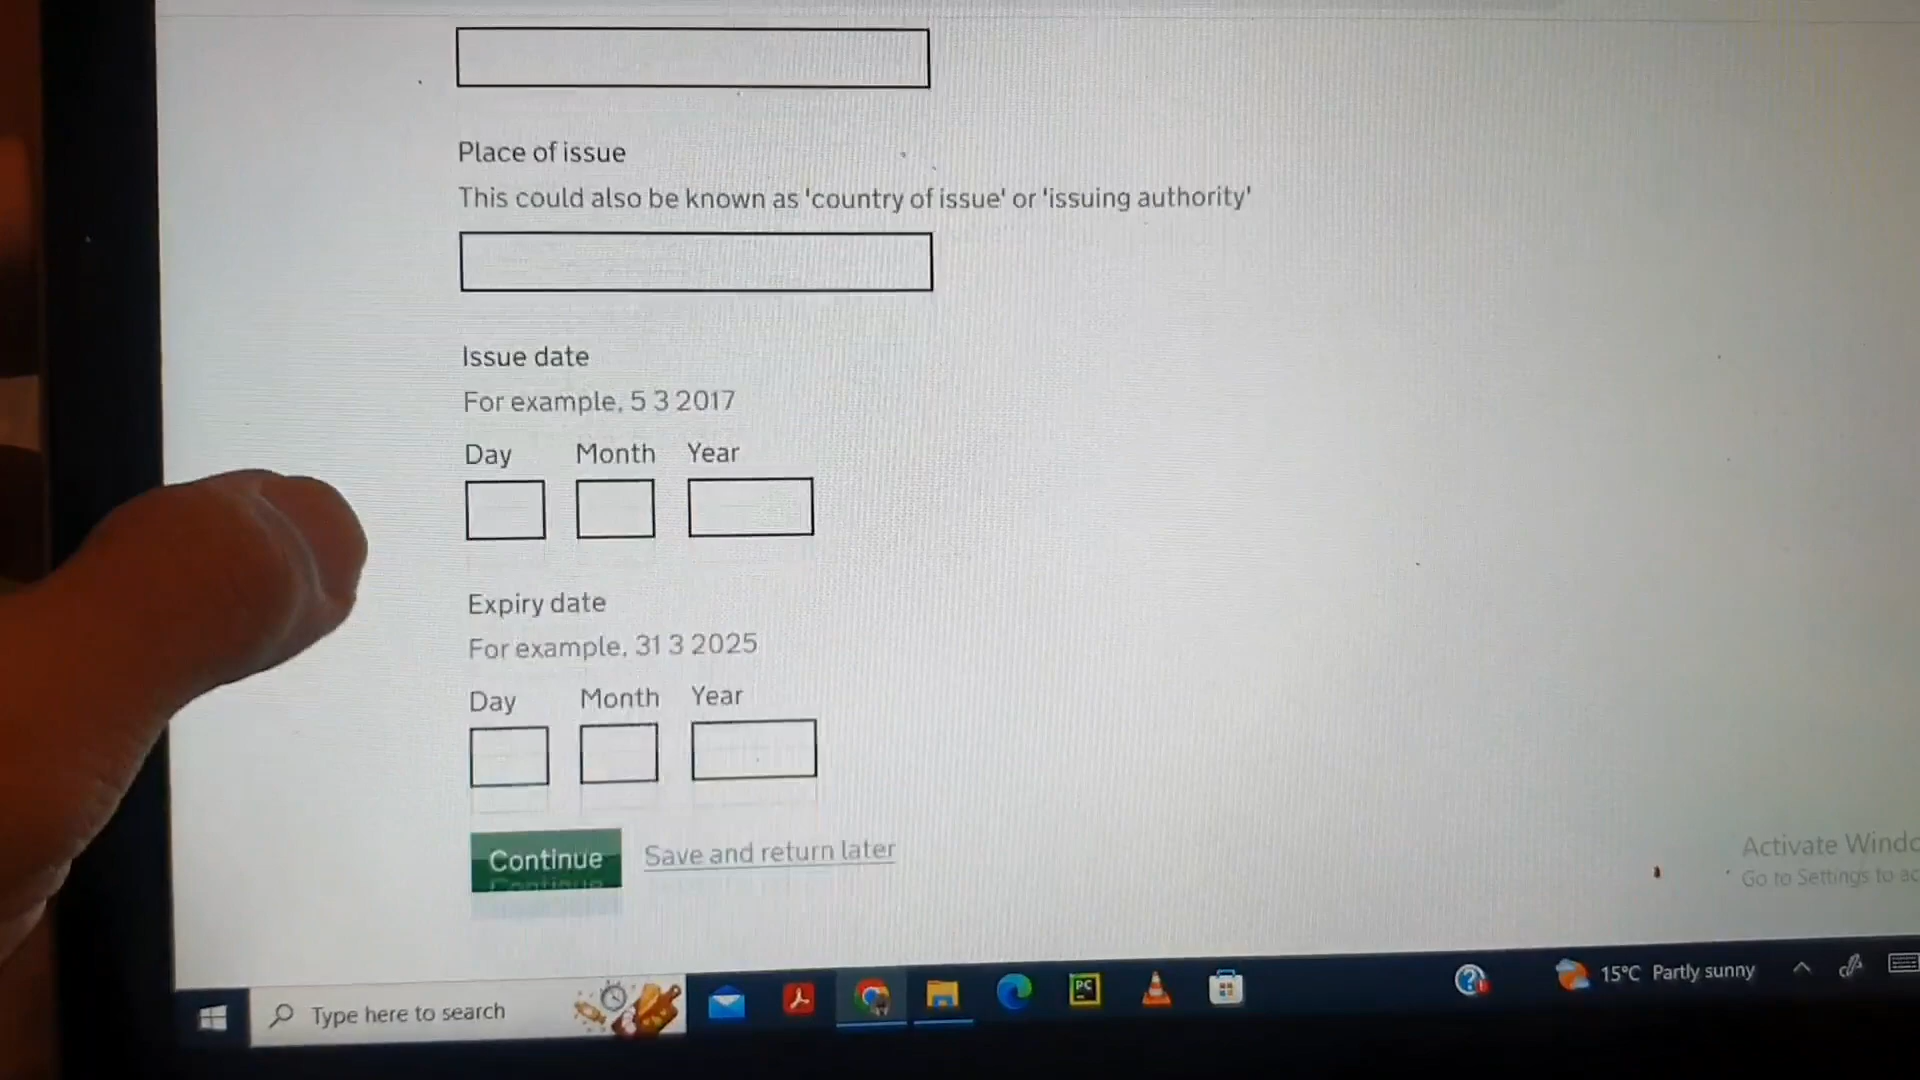 Place of issue
This could also be known as 'country of issue' or 'issuing authority'
Issue date
For example, 5 3 2017
Day Month Year
Expiry date
For example, 31 3 2025
Day Month Year
Continue Save and return later
Activate Windo
Go to Settings to ac
Type here to search
PC
15°C Partly sunny